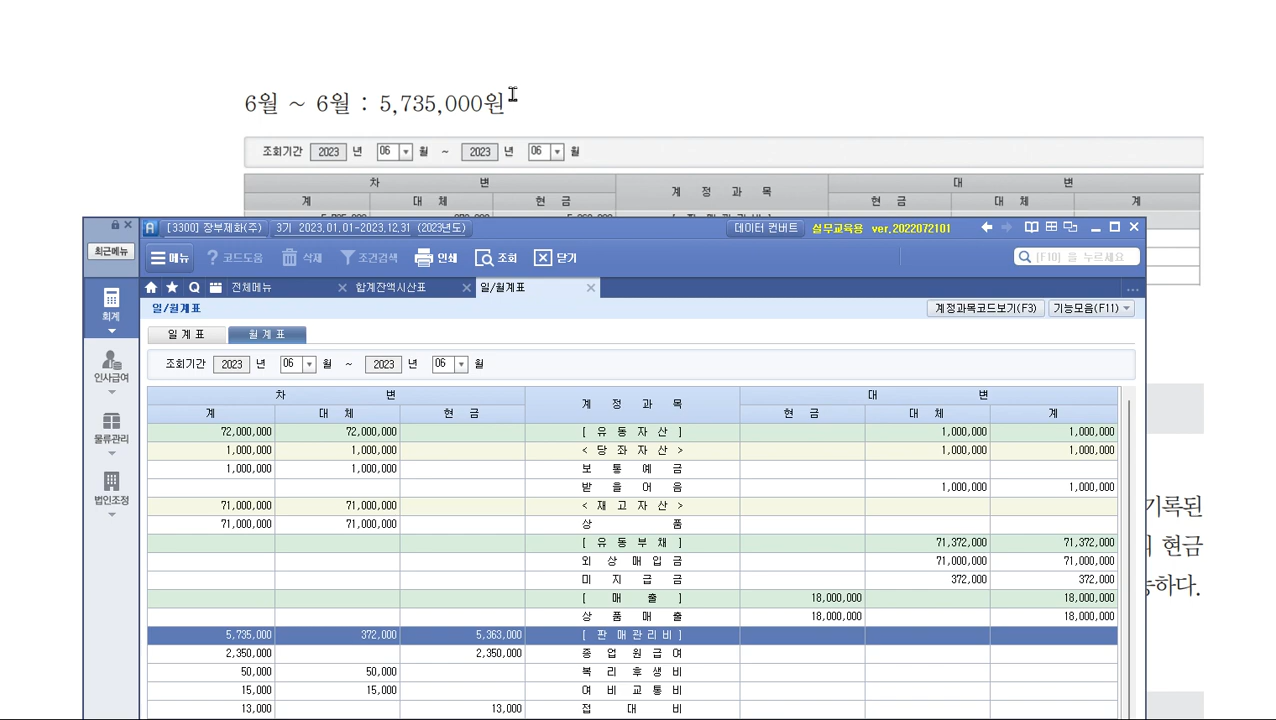 6월 ~ 6월 : 5,735,000원
조회기간 2023 년 06 월 ~ 2023 년 06 월
차 변 계 정 과 목 대 변
계 대 체 현 금 현 금 대 체 계
[3300] 장부제화(주) 3기 2023.01.01~2023.12.31 (2023년도) 데이터 컨버트 실무교육용 ver.2022072101
최근메뉴
메뉴 코드도움 삭제 조건검색 인쇄 조회 닫기 [F10] 을 누르세요
전체메뉴 합계잔액시산표 일/월계표
회계
인사급여
물류관리
법인조정
일/월계표 계정과목코드보기(F3) 기능모음(F11)
일 계 표 월 계 표
조회기간 2023 년 06 월 ~ 2023 년 06 월
차 변 계 정 과 목 대 변
계 대 체 현 금 현 금 대 체 계
72,000,000 72,000,000 [ 유 동 자 산 ] 1,000,000 1,000,000
1,000,000 1,000,000 < 당 좌 자 산 > 1,000,000 1,000,000
1,000,000 1,000,000 보 통 예 금
받 을 어 음 1,000,000 1,000,000
71,000,000 71,000,000 < 재 고 자 산 >
71,000,000 71,000,000 상 품
[ 유 동 부 채 ] 71,372,000 71,372,000
외 상 매 입 금 71,000,000 71,000,000
미 지 급 금 372,000 372,000
[ 매 출 ] 18,000,000 18,000,000
상 품 매 출 18,000,000 18,000,000
5,735,000 372,000 5,363,000 [ 판 매 관 리 비 ]
2,350,000 2,350,000 종 업 원 급 여
50,000 50,000 복 리 후 생 비
15,000 15,000 여 비 교 통 비
13,000 13,000 접 대 비
기록된
현금
하다.